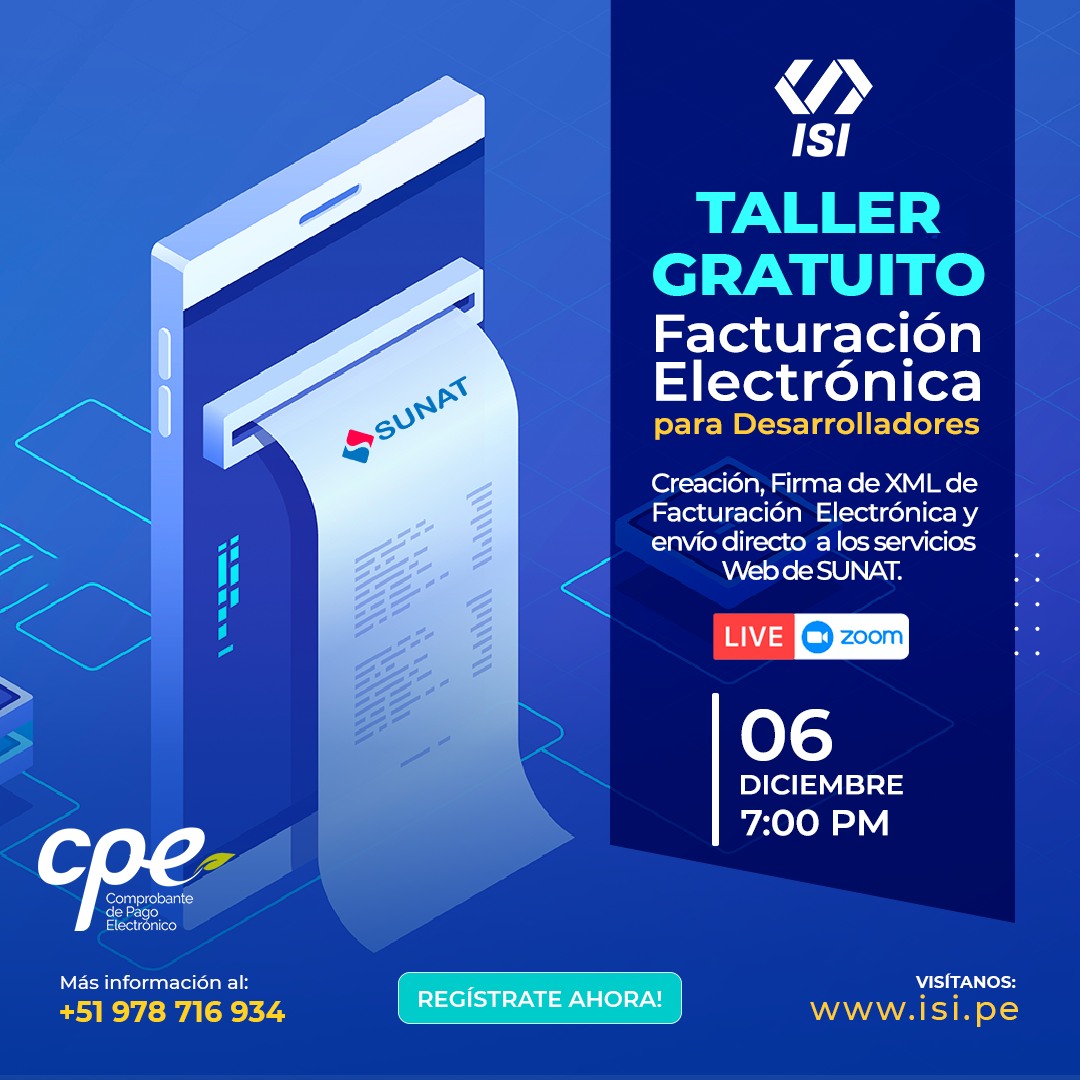 ISI
TALLER
GRATUITO
Facturación
Electrónica
para Desarrolladores
Creación, Firma de XML de
Facturación Electrónica y
envío directo a los servicios
Web de SUNAT.
LIVE zoom
06
DICIEMBRE
7:00 PM
SUNAT
cpe
Comprobante
de Pago
Electrónico
Más información al:
+51 978 716 934
REGÍSTRATE AHORA!
VISÍTANOS:
www.isi.pe